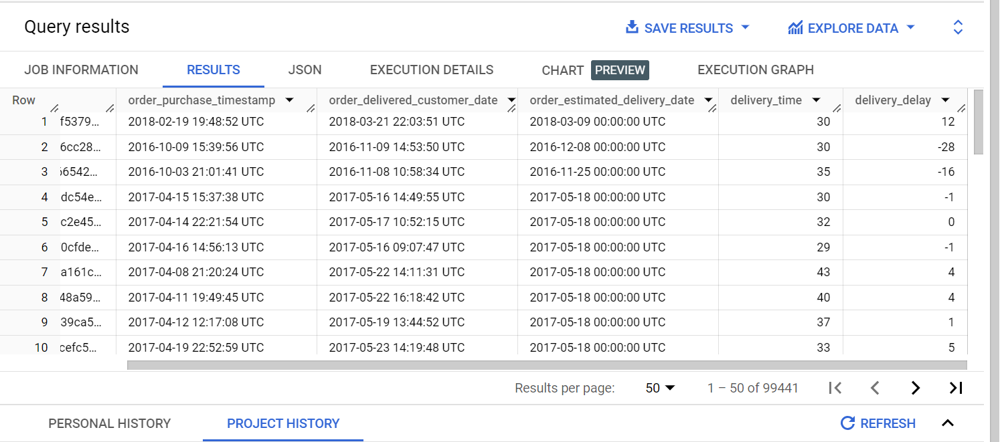 Query results SAVE RESULTS EXPLORE DATA
JOB INFORMATION RESULTS JSON EXECUTION DETAILS CHART PREVIEW EXECUTION GRAPH
Row order_purchase_timestamp order_delivered_customer_date order_estimated_delivery_date delivery_time delivery_delay
1 f5379... 2018-02-19 19:48:52 UTC 2018-03-21 22:03:51 UTC 2018-03-09 00:00:00 UTC 30 12
2 6cc28... 2016-10-09 15:39:56 UTC 2016-11-09 14:53:50 UTC 2016-12-08 00:00:00 UTC 30 -28
3 66542... 2016-10-03 21:01:41 UTC 2016-11-08 10:58:34 UTC 2016-11-25 00:00:00 UTC 35 -16
4 dc54e... 2017-04-15 15:37:38 UTC 2017-05-16 14:49:55 UTC 2017-05-18 00:00:00 UTC 30 -1
5 c2e45... 2017-04-14 22:21:54 UTC 2017-05-17 10:52:15 UTC 2017-05-18 00:00:00 UTC 32 0
6 0cfde... 2017-04-16 14:56:13 UTC 2017-05-16 09:07:47 UTC 2017-05-18 00:00:00 UTC 29 -1
7 a161c... 2017-04-08 21:20:24 UTC 2017-05-22 14:11:31 UTC 2017-05-18 00:00:00 UTC 43 4
8 48a59... 2017-04-11 19:49:45 UTC 2017-05-22 16:18:42 UTC 2017-05-18 00:00:00 UTC 40 4
9 39ca5... 2017-04-12 12:17:08 UTC 2017-05-19 13:44:52 UTC 2017-05-18 00:00:00 UTC 37 1
10 cefc5... 2017-04-19 22:52:59 UTC 2017-05-23 14:19:48 UTC 2017-05-18 00:00:00 UTC 33 5
Results per page: 50 1 – 50 of 99441
PERSONAL HISTORY PROJECT HISTORY REFRESH